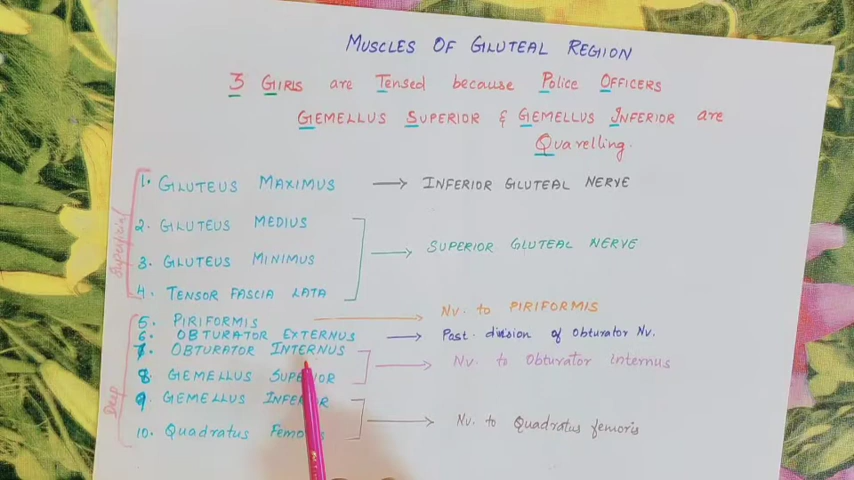 MUSCLES OF GLUTEAL REGION
3 GIRLS are Tensed because Police OFFICERS
GEMELLUS SUPERIOR & GEMELLUS INFERIOR are
Quarelling.
Superficial
1. GLUTEUS MAXIMUS → INFERIOR GLUTEAL NERVE
2. GLUTEUS MEDIUS
3. GLUTEUS MINIMUS
4. TENSOR FASCIA LATA
→ SUPERIOR GLUTEAL NERVE
Deep
5. PIRIFORMIS → Nv. to PIRIFORMIS
6. OBTURATOR EXTERNUS → Post. division of Obturator Nv.
7. OBTURATOR INTERNUS
8. GEMELLUS SUPERIOR
→ Nv. to Obturator internus
9. GEMELLUS INFERIOR
10. Quadratus Femoris
→ Nv. to Quadratus femoris